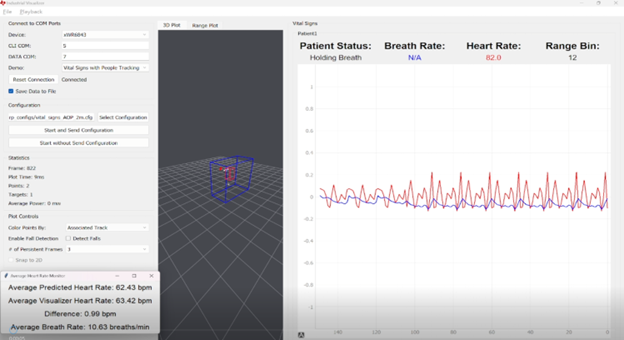 Industrial Visualizer
File Playback
Connect to COM Ports
Device: xWR6843
CLI COM: 5
DATA COM: 7
Demo: Vital Signs with People Tracking
Reset Connection Connected
Save Data to File
Configuration
rp_configs/vital_signs_AOP_2m.cfg Select Configuration
Start and Send Configuration
Start without Send Configuration
Statistics
Frame: 822
Plot Time: 9ms
Points: 2
Targets: 1
Average Power: 0 mw
Plot Controls
Color Points By: Associated Track
Enable Fall Detection Detect Falls
# of Persistent Frames
Snap to 2D
Average Heart Rate Monitor
Average Predicted Heart Rate: 62.43 bpm
Average Visualizer Heart Rate: 63.42 bpm
Difference: 0.99 bpm
Average Breath Rate: 10.63 breaths/min
3D Plot Range Plot
Vital Signs
Patient1
Patient Status: Breath Rate: Heart Rate: Range Bin:
Holding Breath N/A 82.0 12
1
0.8
0.6
0.4
0.2
0
-0.2
-0.4
-0.6
-0.8
-1
-140 -120 -100 -80 -60 -40 -20 0